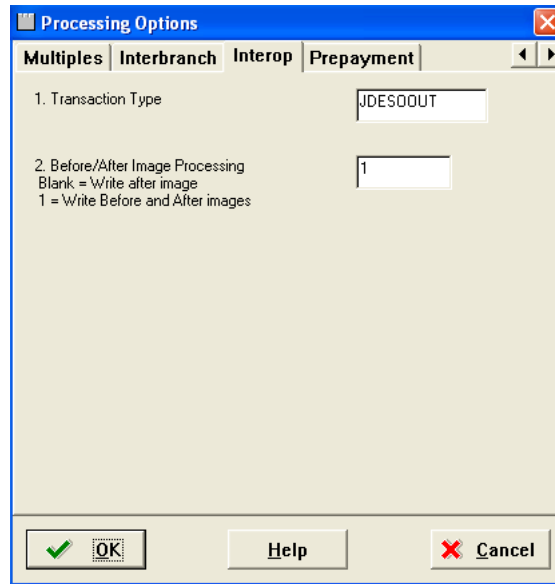 Processing Options
Multiples Interbranch Interop Prepayment
1. Transaction Type JDESOOUT
2. Before/After Image Processing 1
Blank = Write after image
1 = Write Before and After images
OK Help Cancel